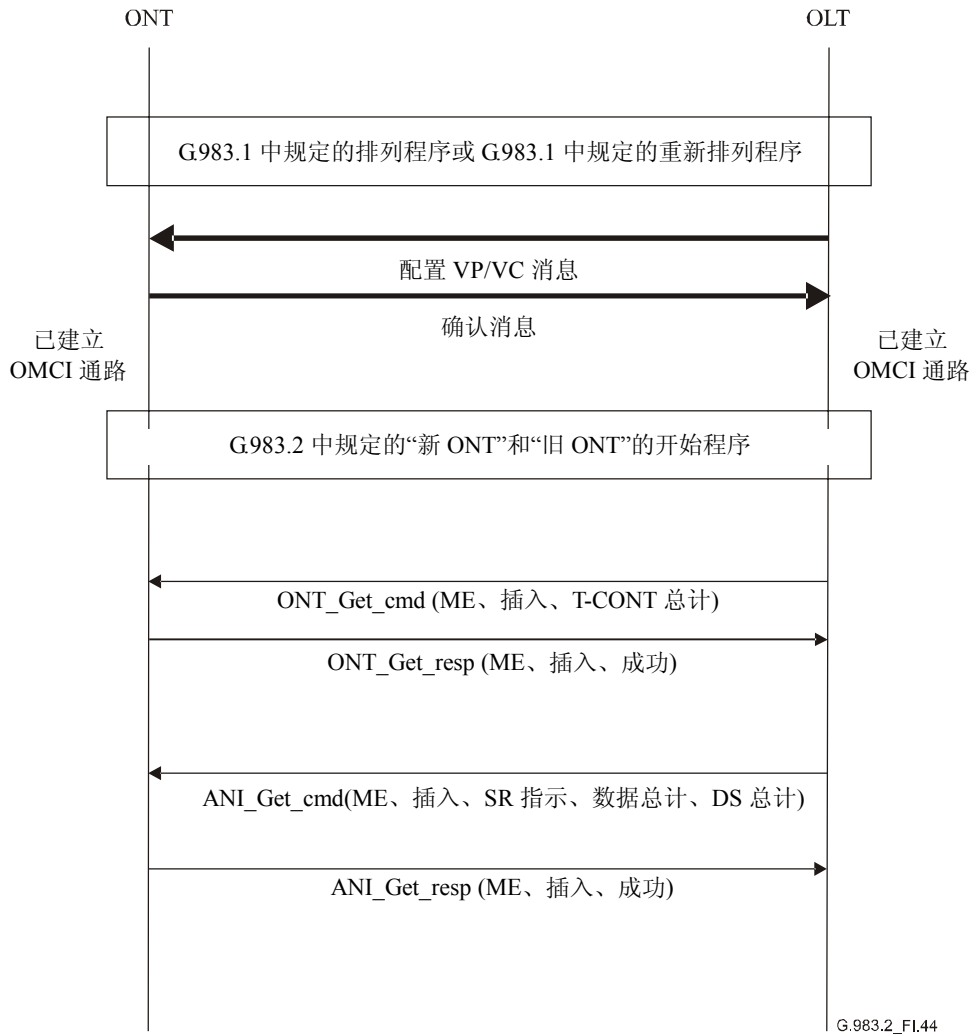 ONT
OLT
G.983.1 中规定的排列程序或 G.983.1 中规定的重新排列程序
配置 VP/VC 消息
确认消息
已建立
OMCI 通路
已建立
OMCI 通路
G.983.2 中规定的“新 ONT”和“旧 ONT”的开始程序
ONT_Get_cmd (ME、插入、T-CONT 总计)
ONT_Get_resp (ME、插入、成功)
ANI_Get_cmd(ME、插入、SR 指示、数据总计、DS 总计)
ANI_Get_resp (ME、插入、成功)
G.983.2_FI.44